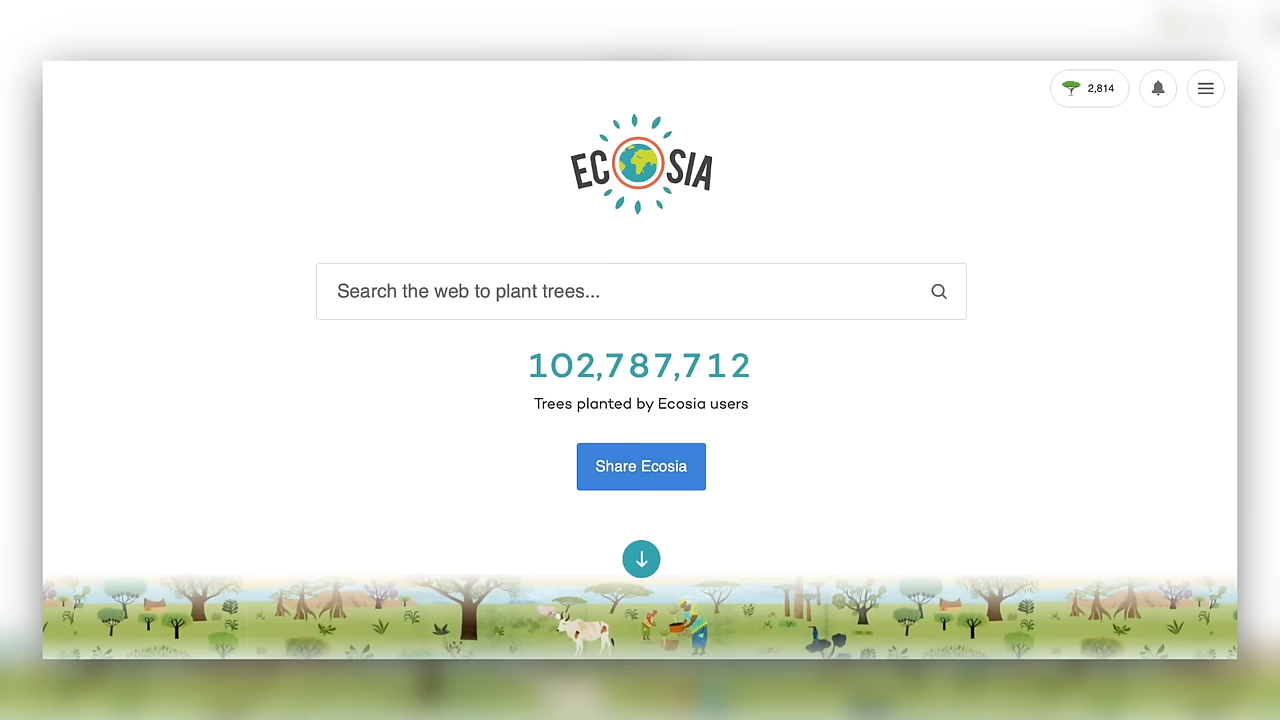 2,814
ECOSIA
Search the web to plant trees...
102,787,712
Trees planted by Ecosia users
Share Ecosia